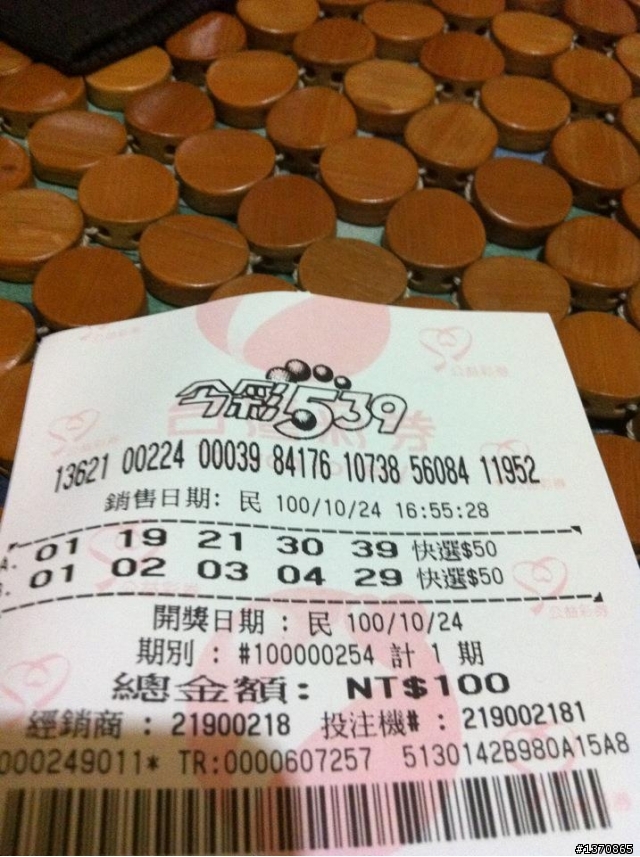 今彩539
13621 00224 00039 84176 10738 56084 11952
銷售日期: 民 100/10/24 16:55:28
A. 01 19 21 30 39 快選$50
01 02 03 04 29 快選$50
開獎日期 : 民 100/10/24
期別 : #100000254 計 1 期
總金額: NT$100
經銷商 : 21900218 投注機# : 219002181
000249011* TR:0000607257 5130142B980A15A8
#1370865